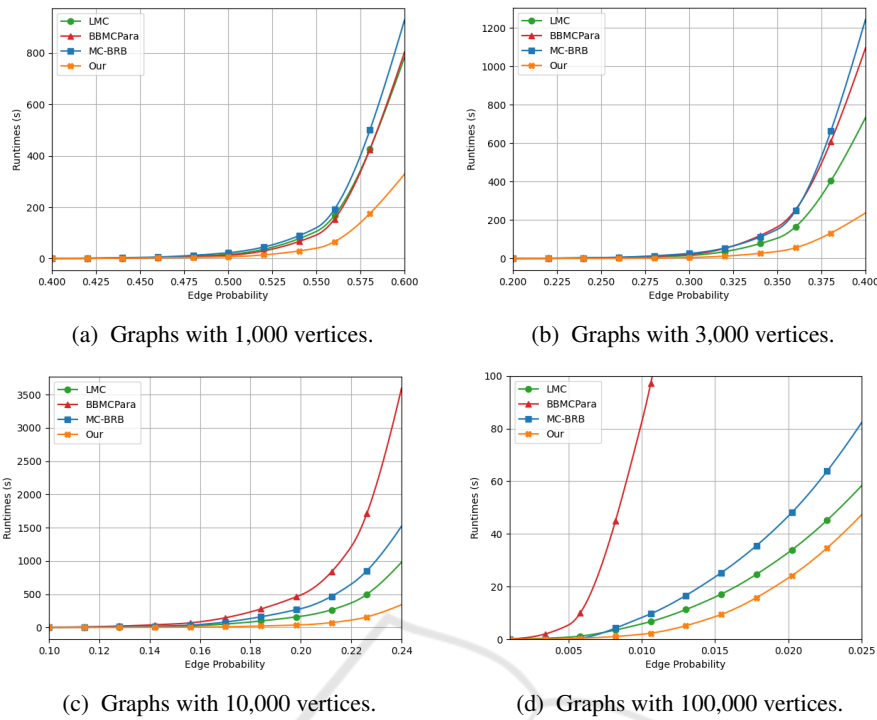 LMC
BBMCPara
MC-BRB
Our
800
600
400
200
0
Runtimes (s)
0.400 0.425 0.450 0.475 0.500 0.525 0.550 0.575 0.600
Edge Probability
(a) Graphs with 1,000 vertices.
LMC
BBMCPara
MC-BRB
Our
1200
1000
800
600
400
200
0
Runtimes (s)
0.200 0.225 0.250 0.275 0.300 0.325 0.350 0.375 0.400
Edge Probability
(b) Graphs with 3,000 vertices.
LMC
BBMCPara
MC-BRB
Our
3500
3000
2500
2000
1500
1000
500
0
Runtimes (s)
0.10 0.12 0.14 0.16 0.18 0.20 0.22 0.24
Edge Probability
(c) Graphs with 10,000 vertices.
LMC
BBMCPara
MC-BRB
Our
100
80
60
40
20
0
Runtimes (s)
0.005 0.010 0.015 0.020 0.025
Edge Probability
(d) Graphs with 100,000 vertices.